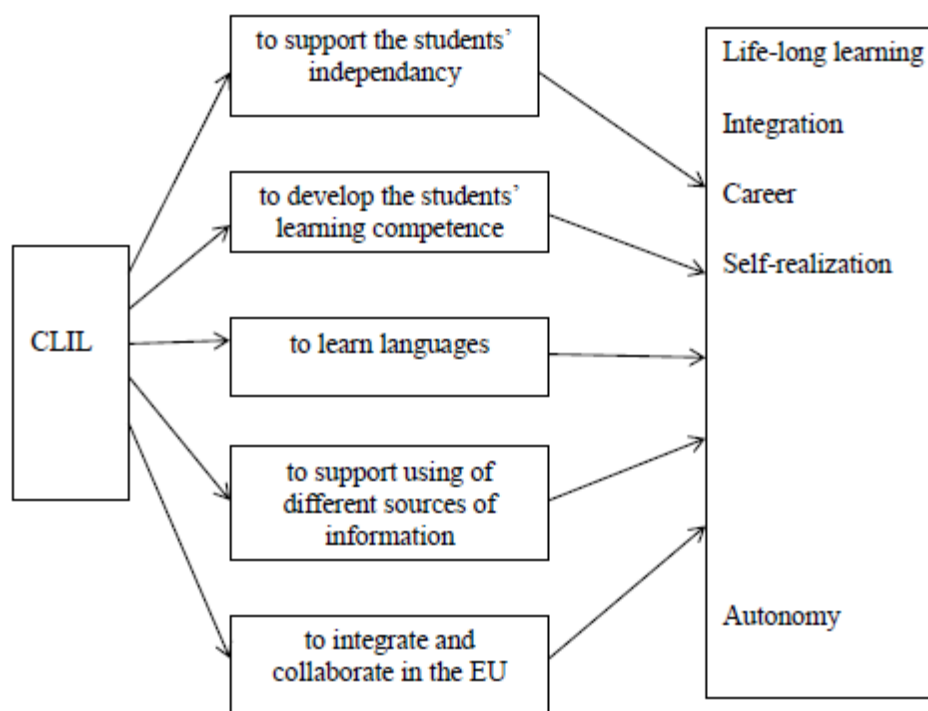 CLIL
to support the students’
independancy
to develop the students’
learning competence
to learn languages
to support using of
different sources of
information
to integrate and
collaborate in the EU
Life-long learning
Integration
Career
Self-realization
Autonomy